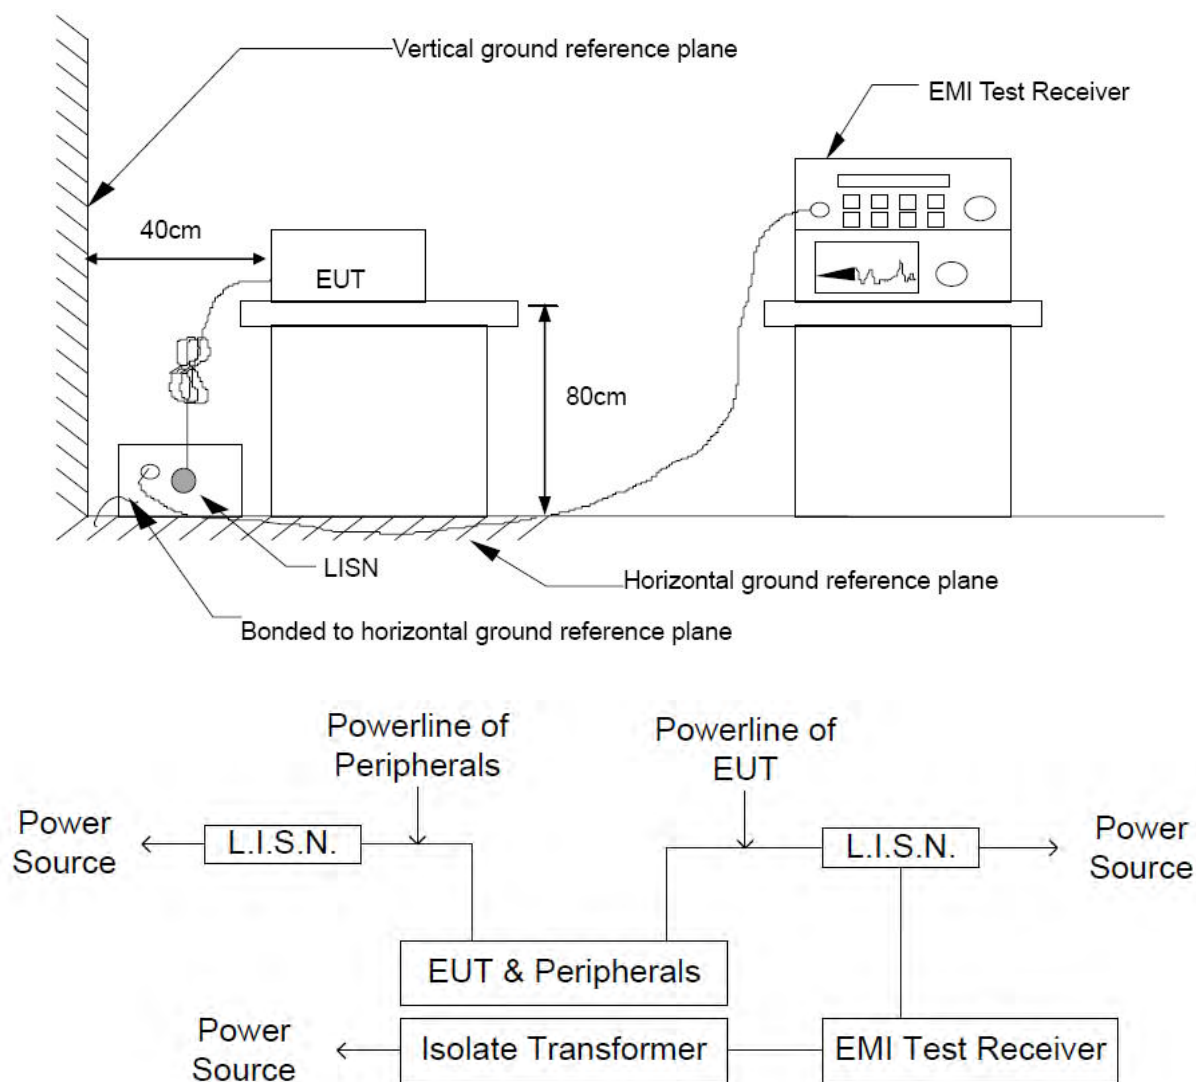 Vertical ground reference plane
EMI Test Receiver
40cm
EUT
80cm
LISN
Horizontal ground reference plane
Bonded to horizontal ground reference plane
Powerline of
Peripherals
Powerline of
EUT
Power
Source
L.I.S.N.
L.I.S.N.
Power
Source
EUT & Peripherals
Power
Source
Isolate Transformer
EMI Test Receiver